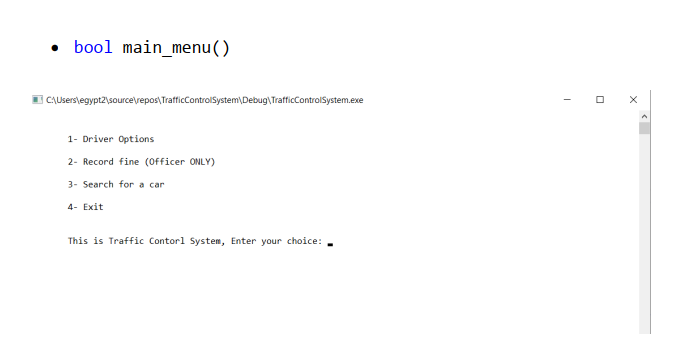 • bool main_menu()
C:\Users\egypt2\source\repos\TrafficControlSystem\Debug\TrafficControlSystem.exe
1- Driver Options
2- Record fine (Officer ONLY)
3- Search for a car
4- Exit
This is Traffic Contorl System, Enter your choice: